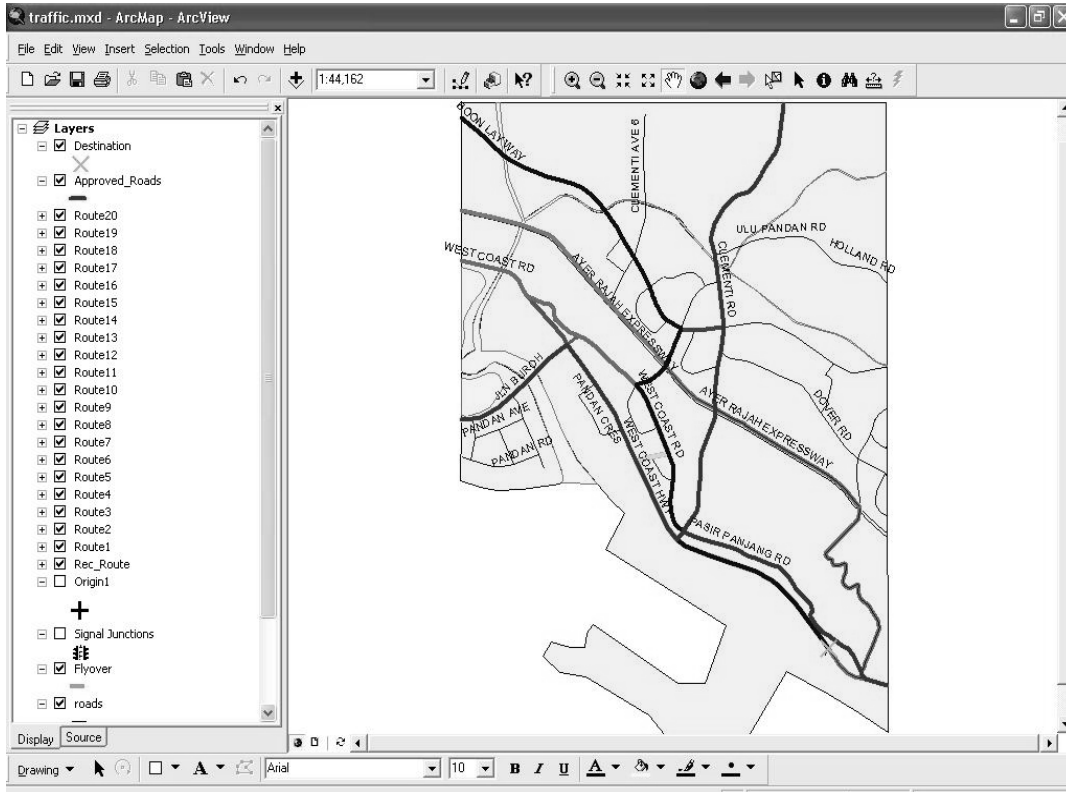 traffic.mxd - ArcMap - ArcView
File Edit View Insert Selection Tools Window Help
1:44,162
Layers
Destination
Approved_Roads
Route20
Route19
Route18
Route17
Route16
Route15
Route14
Route13
Route12
Route11
Route10
Route9
Route8
Route7
Route6
Route5
Route4
Route3
Route2
Route1
Rec_Route
Origin1
Signal Junctions
Flyover
roads
Display Source
BOON LAY WAY
CLEMENTI AVE 6
ULU PANDAN RD
HOLLAND RD
WEST COAST RD
AYER RAJAH EXPRESSWAY
CLEMENTI RD
JLN BUROH
PANDAN AVE
PANDAN RD
PANDAN CRES
WEST COAST HWY
WEST COAST RD
AYER RAJAH EXPRESSWAY
DOVER RD
PASIR PANJANG RD
Drawing A Arial 10 B I U A